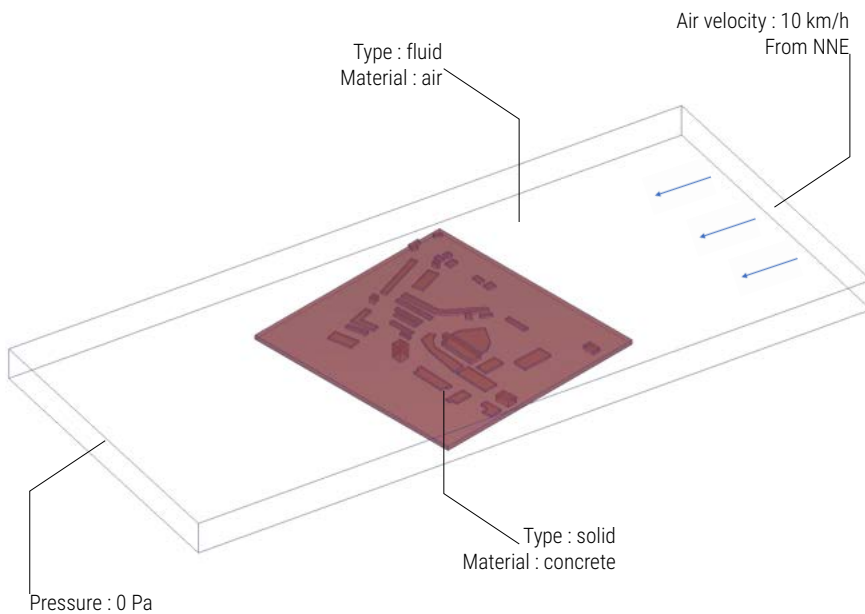 Air velocity : 10 km/h
From NNE
Type : fluid
Material : air
Type : solid
Material : concrete
Pressure : 0 Pa